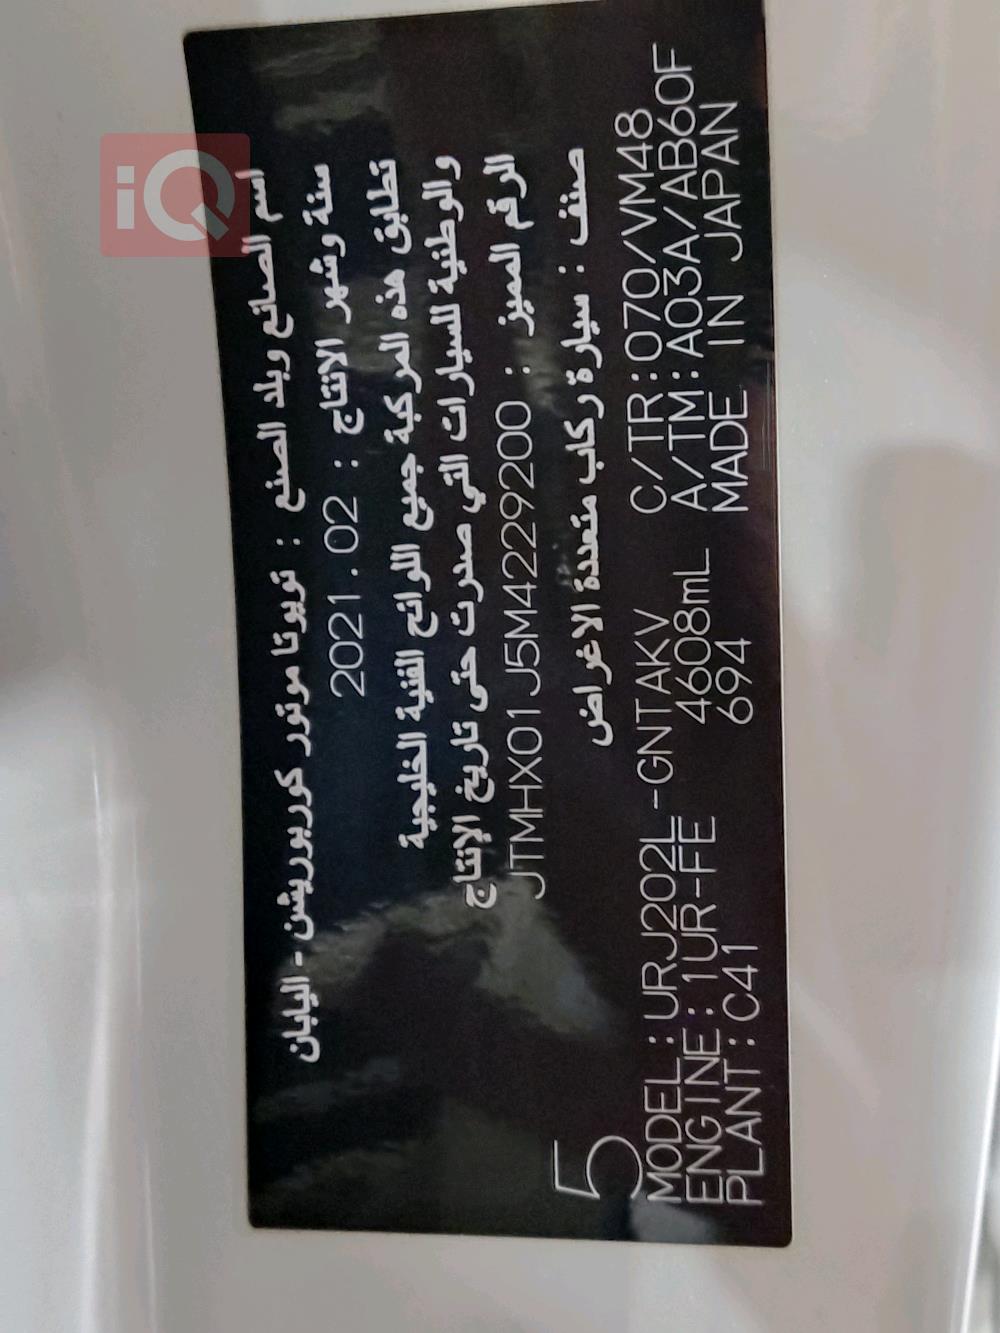 iQ
اسم الصانع وبلد الصنع : تويوتا موتور كوربوريشن - اليابان
سنة وشهر الانتاج : 2021.02
تطابق هذه المركبة جميع اللوائح الفنية الخليجية
والوطنية للسيارات التي صدرت حتى تاريخ الإنتاج
الرقم المميز : JTMHX01J5M4229200
صنف : سيارة ركاب متعددة الاغراض
5
MODEL : URJ202L-GNTAKV C/TR:070/VM48
ENGINE : 1UR-FE 4608mL A/TM:A03A/AB60F
PLANT : C41 694 MADE IN JAPAN